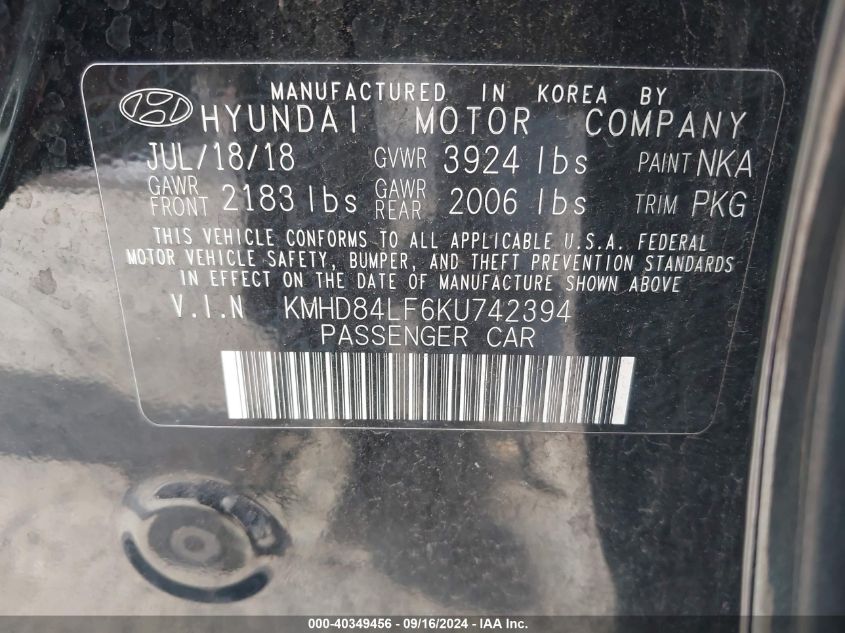 MANUFACTURED IN KOREA BY
HYUNDAI MOTOR COMPANY
JUL/18/18 GVWR 3924 lbs PAINT NKA
GAWR FRONT 2183 lbs GAWR REAR 2006 lbs TRIM PKG
THIS VEHICLE CONFORMS TO ALL APPLICABLE U.S.A. FEDERAL
MOTOR VEHICLE SAFETY, BUMPER, AND THEFT PREVENTION STANDARDS
IN EFFECT ON THE DATE OF MANUFACTURE SHOWN ABOVE
V.I.N KMHD84LF6KU742394
PASSENGER CAR
000-40349456 - 09/16/2024 - IAA Inc.